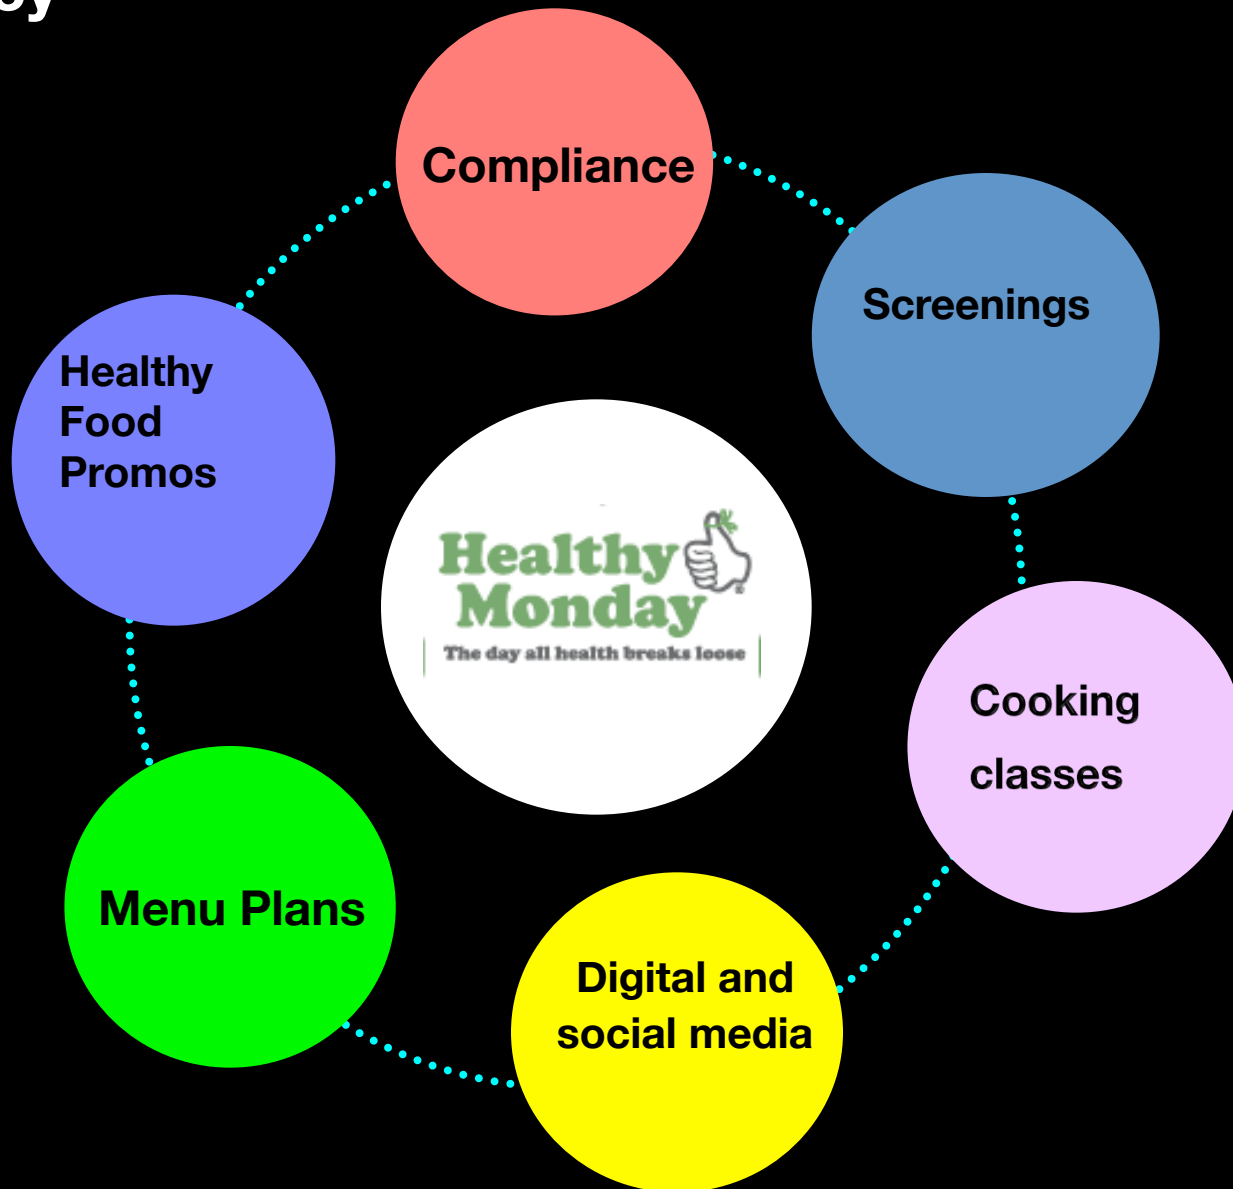 Compliance
Screenings
Healthy
Food
Promos
Healthy
Monday
The day all health breaks loose
Cooking
classes
Menu Plans
Digital and
social media